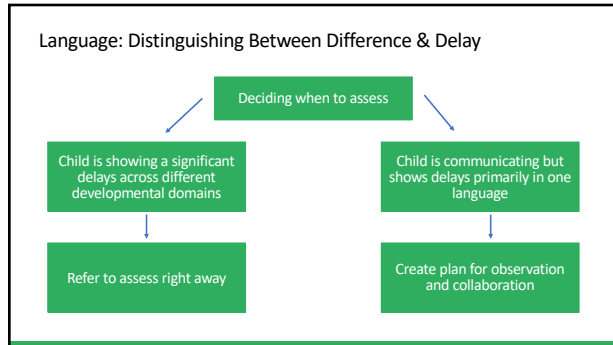 Language: Distinguishing Between Difference & Delay
Deciding when to assess
Child is showing a significant
delays across different
developmental domains
Child is communicating but
shows delays primarily in one
language
Refer to assess right away
Create plan for observation
and collaboration